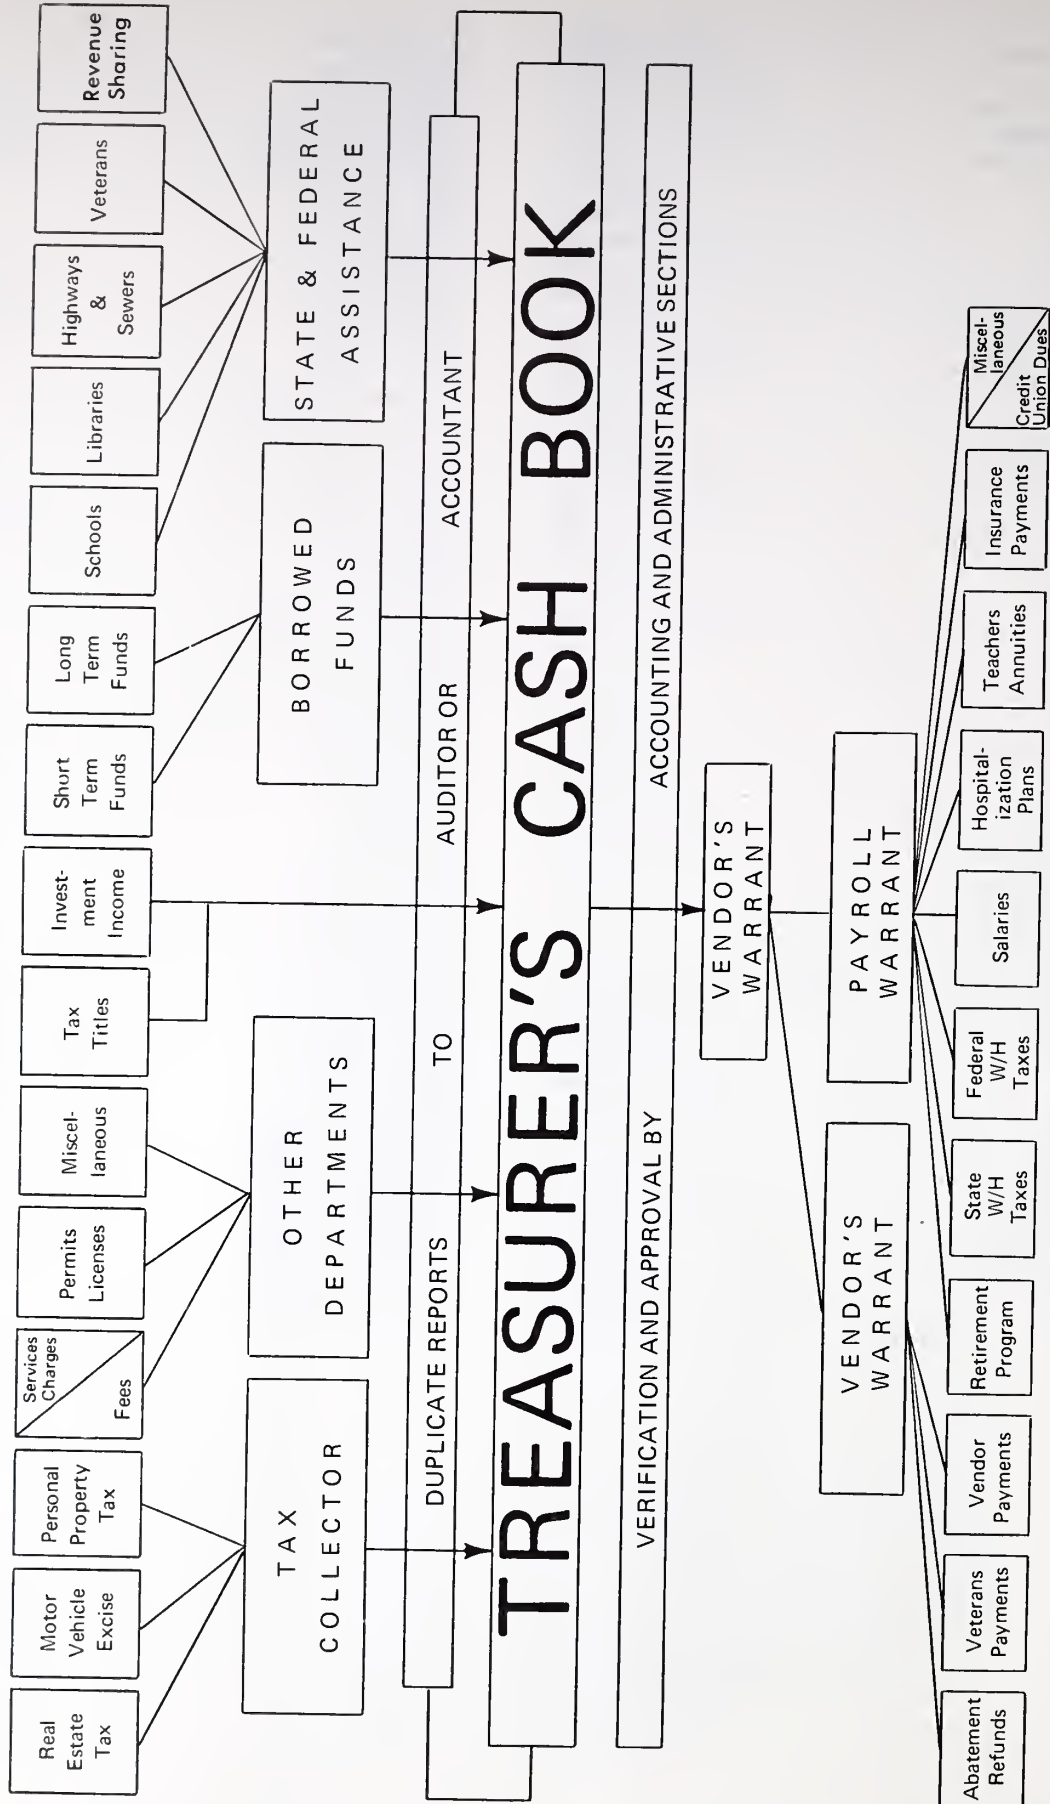 Real
Estate
Tax
Motor
Vehicle
Excise
Personal
Property
Tax
Services
Charges
Fees
Permits
Licenses
Miscel-
laneous
Tax
Titles
Invest-
ment
Income
Short
Term
Funds
Long
Term
Funds
Schools
Libraries
Highways
&
Sewers
Veterans
Revenue
Sharing
TAX
COLLECTOR
OTHER
DEPARTMENTS
BORROWED
FUNDS
STATE & FEDERAL
ASSISTANCE
DUPLICATE REPORTS TO AUDITOR OR ACCOUNTANT
TREASURER'S CASH BOOK
VERIFICATION AND APPROVAL BY ACCOUNTING AND ADMINISTRATIVE SECTIONS
VENDOR'S
WARRANT
VENDOR'S
WARRANT
PAYROLL
WARRANT
Abatement
Refunds
Veterans
Payments
Vendor
Payments
Retirement
Program
State
W/H
Taxes
Federal
W/H
Taxes
Salaries
Hospital-
ization
Plans
Teachers
Annuities
Insurance
Payments
Miscel-
laneous
Credit
Union Dues